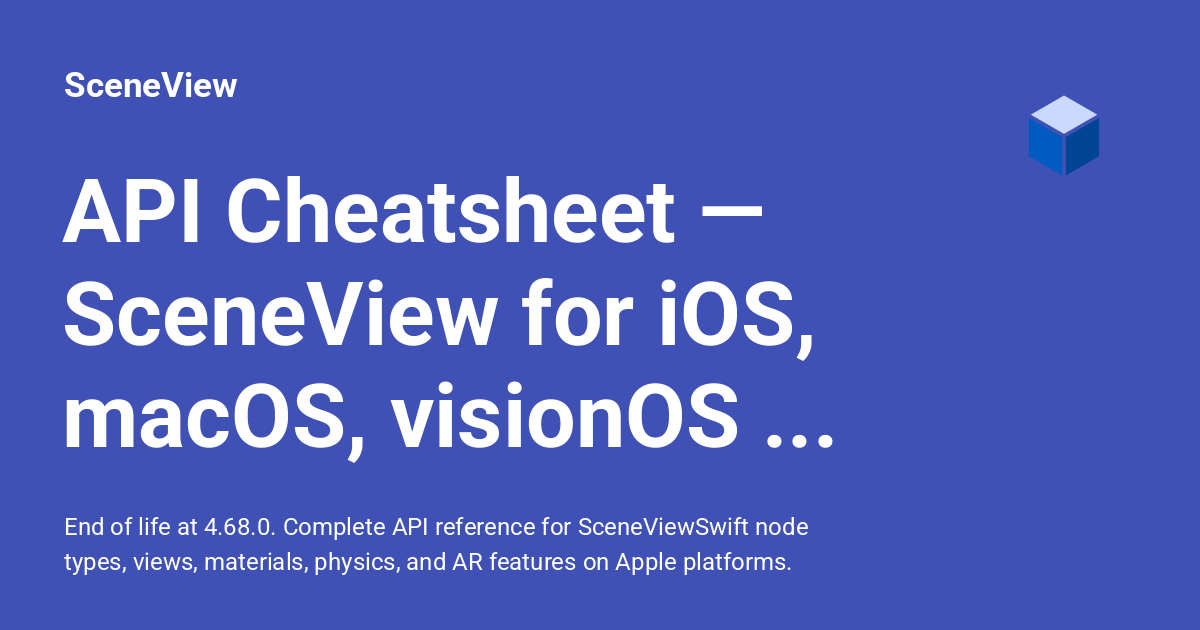 SceneView
API Cheatsheet —
SceneView for iOS,
macOS, visionOS ...
End of life at 4.68.0. Complete API reference for SceneViewSwift node
types, views, materials, physics, and AR features on Apple platforms.